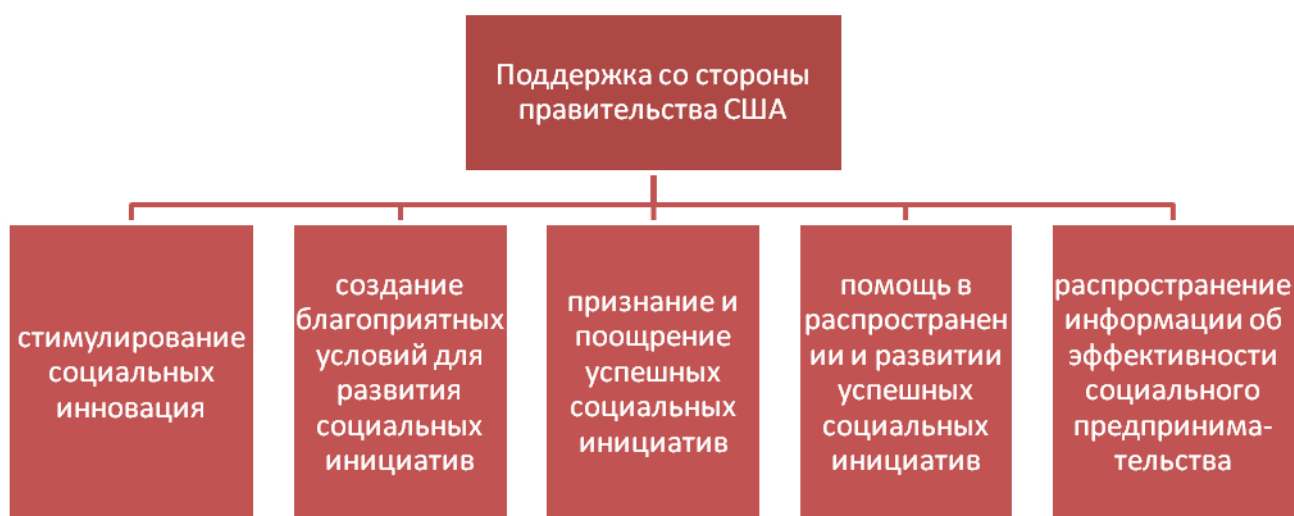 Поддержка со стороны
правительства США
стимулирование
социальных
инновация
создание
благоприятных
условий для
развития
социальных
инициатив
признание и
поощрение
успешных
социальных
инициатив
помощь в
распространен
ии и развитии
успешных
социальных
инициатив
распространение
информации об
эффективности
социального
предпринима-
тельства